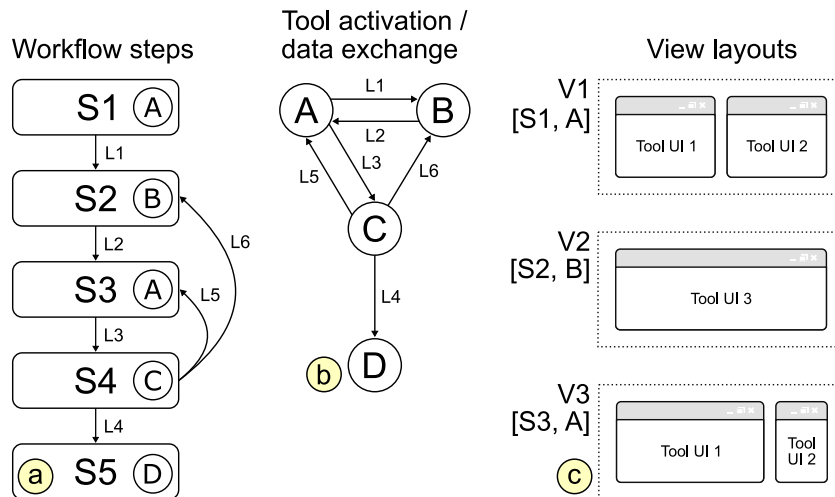 Workflow steps
S1 A
L1
S2 B
L2
L6
S3 A
L5
L3
S4 C
L4
a S5 D
Tool activation /
data exchange
A L1 B
L2
L3
L5 L6
C
L4
b D
View layouts
V1
[S1, A]
Tool UI 1 Tool UI 2
V2
[S2, B]
Tool UI 3
V3
[S3, A]
Tool UI 1 Tool
UI 2
c